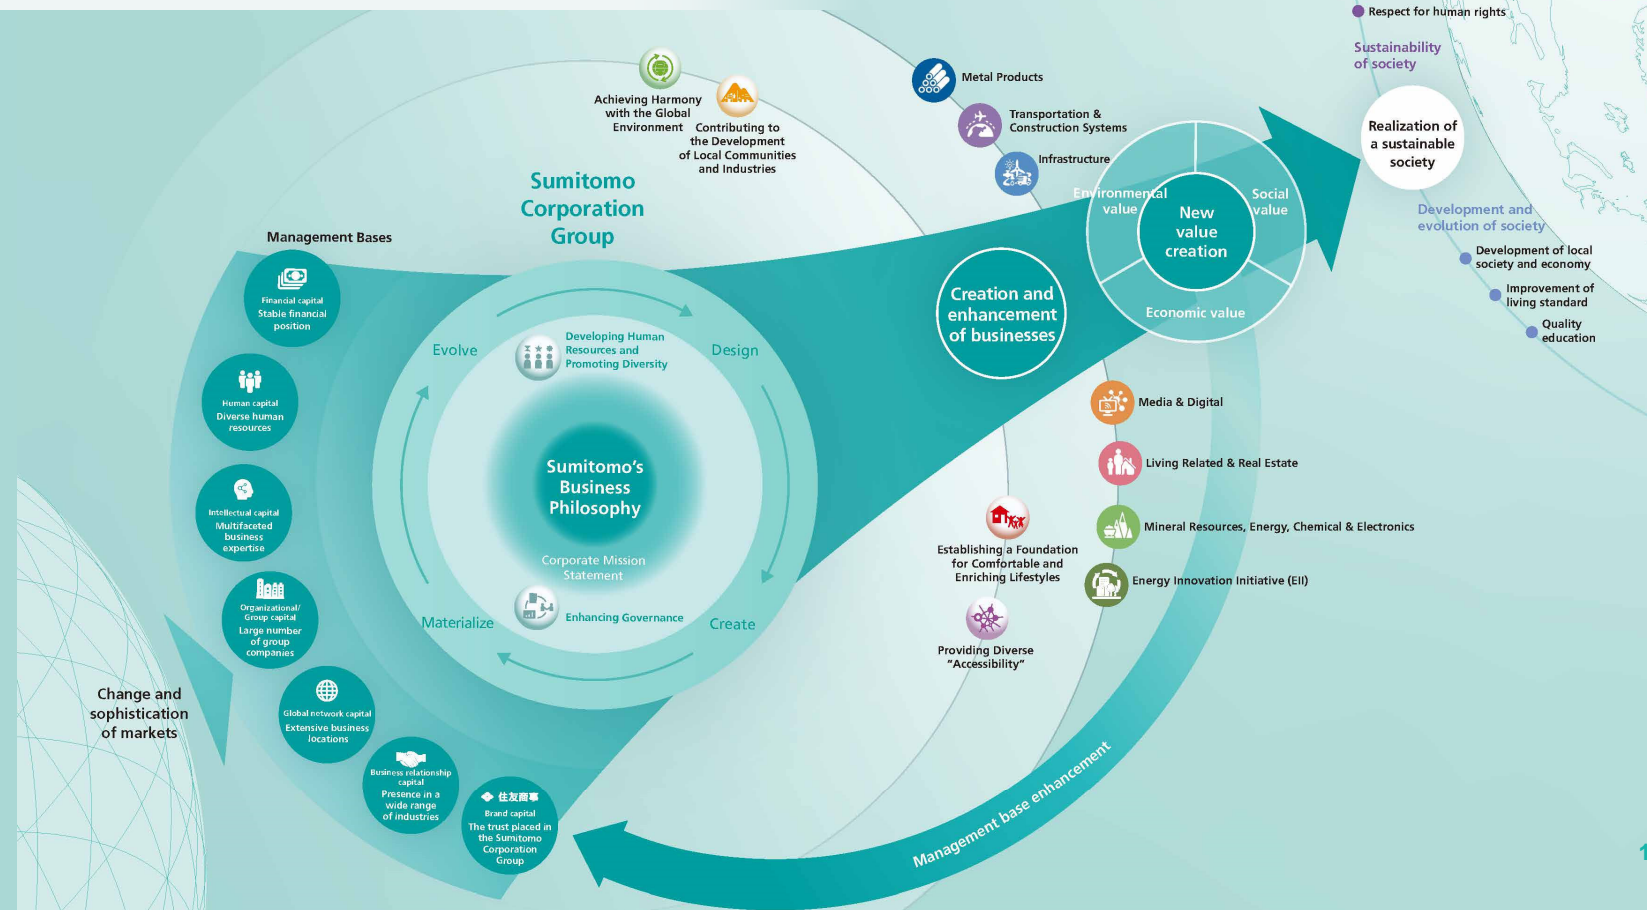 Respect for human rights
Sustainability
of society
Realization of
a sustainable
society
Development and
evolution of society
Development of local
society and economy
Improvement of
living standard
Quality
education
Achieving Harmony
with the Global
Environment
Contributing to
the Development
of Local Communities
and Industries
Metal Products
Transportation &
Construction Systems
Infrastructure
Environmental
value
Social
value
New
value
creation
Economic value
Creation and
enhancement
of businesses
Sumitomo
Corporation
Group
Management Bases
Financial capital
Stable financial
position
Human capital
Diverse human
resources
Intellectual capital
Multifaceted
business
expertise
Organizational/
Group capital
Large number
of group
companies
Global network capital
Extensive business
locations
Business relationship
capital
Presence in a
wide range
of industries
住友商事
Brand capital
The trust placed in
the Sumitomo
Corporation
Group
Change and
sophistication
of markets
Evolve
Design
Developing Human
Resources and
Promoting Diversity
Sumitomo's
Business
Philosophy
Corporate Mission
Statement
Enhancing Governance
Materialize
Create
Media & Digital
Living Related & Real Estate
Mineral Resources, Energy, Chemical & Electronics
Energy Innovation Initiative (EII)
Establishing a Foundation
for Comfortable and
Enriching Lifestyles
Providing Diverse
"Accessibility"
Management base enhancement
1